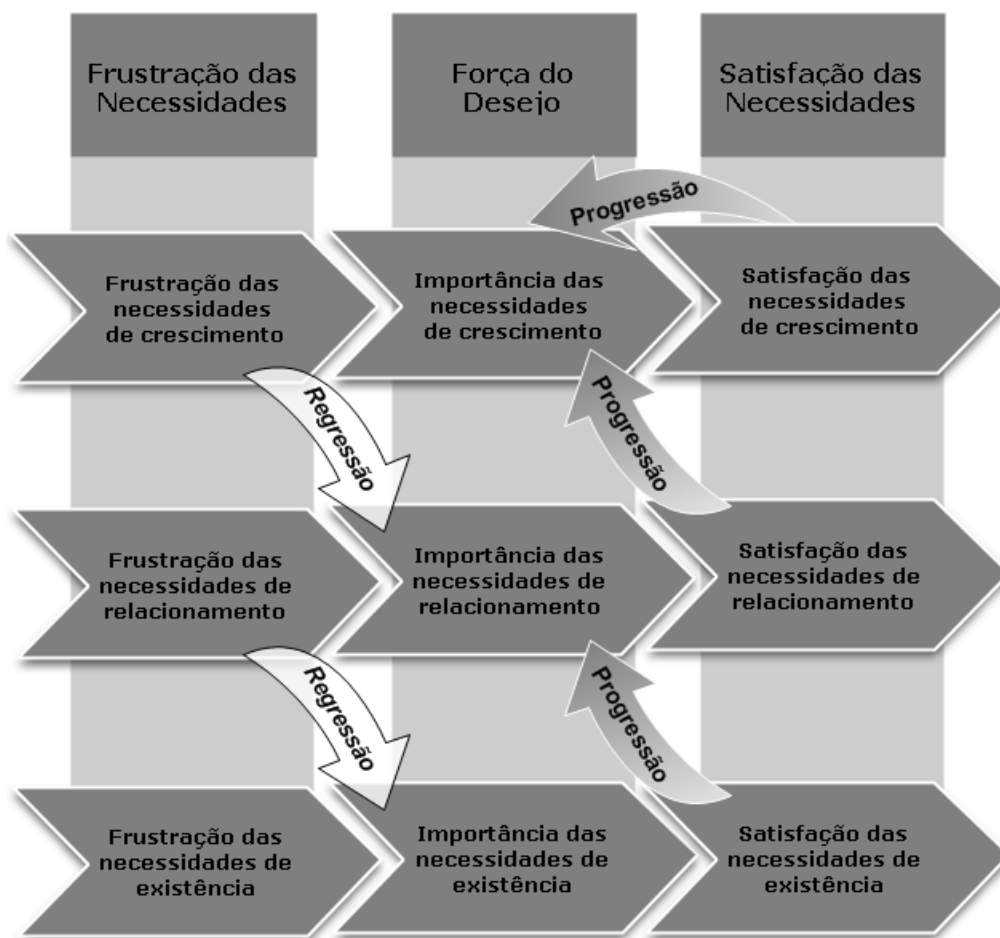 Frustração das
Necessidades
Força do
Desejo
Satisfação das
Necessidades
Progressão
Frustração das
necessidades
de crescimento
Importância das
necessidades
de crescimento
Satisfação das
necessidades
de crescimento
Regressão
Progressão
Frustração das
necessidades de
relacionamento
Importância das
necessidades de
relacionamento
Satisfação das
necessidades de
relacionamento
Regressão
Progressão
Frustração das
necessidades de
existência
Importância das
necessidades de
existência
Satisfação das
necessidades de
existência